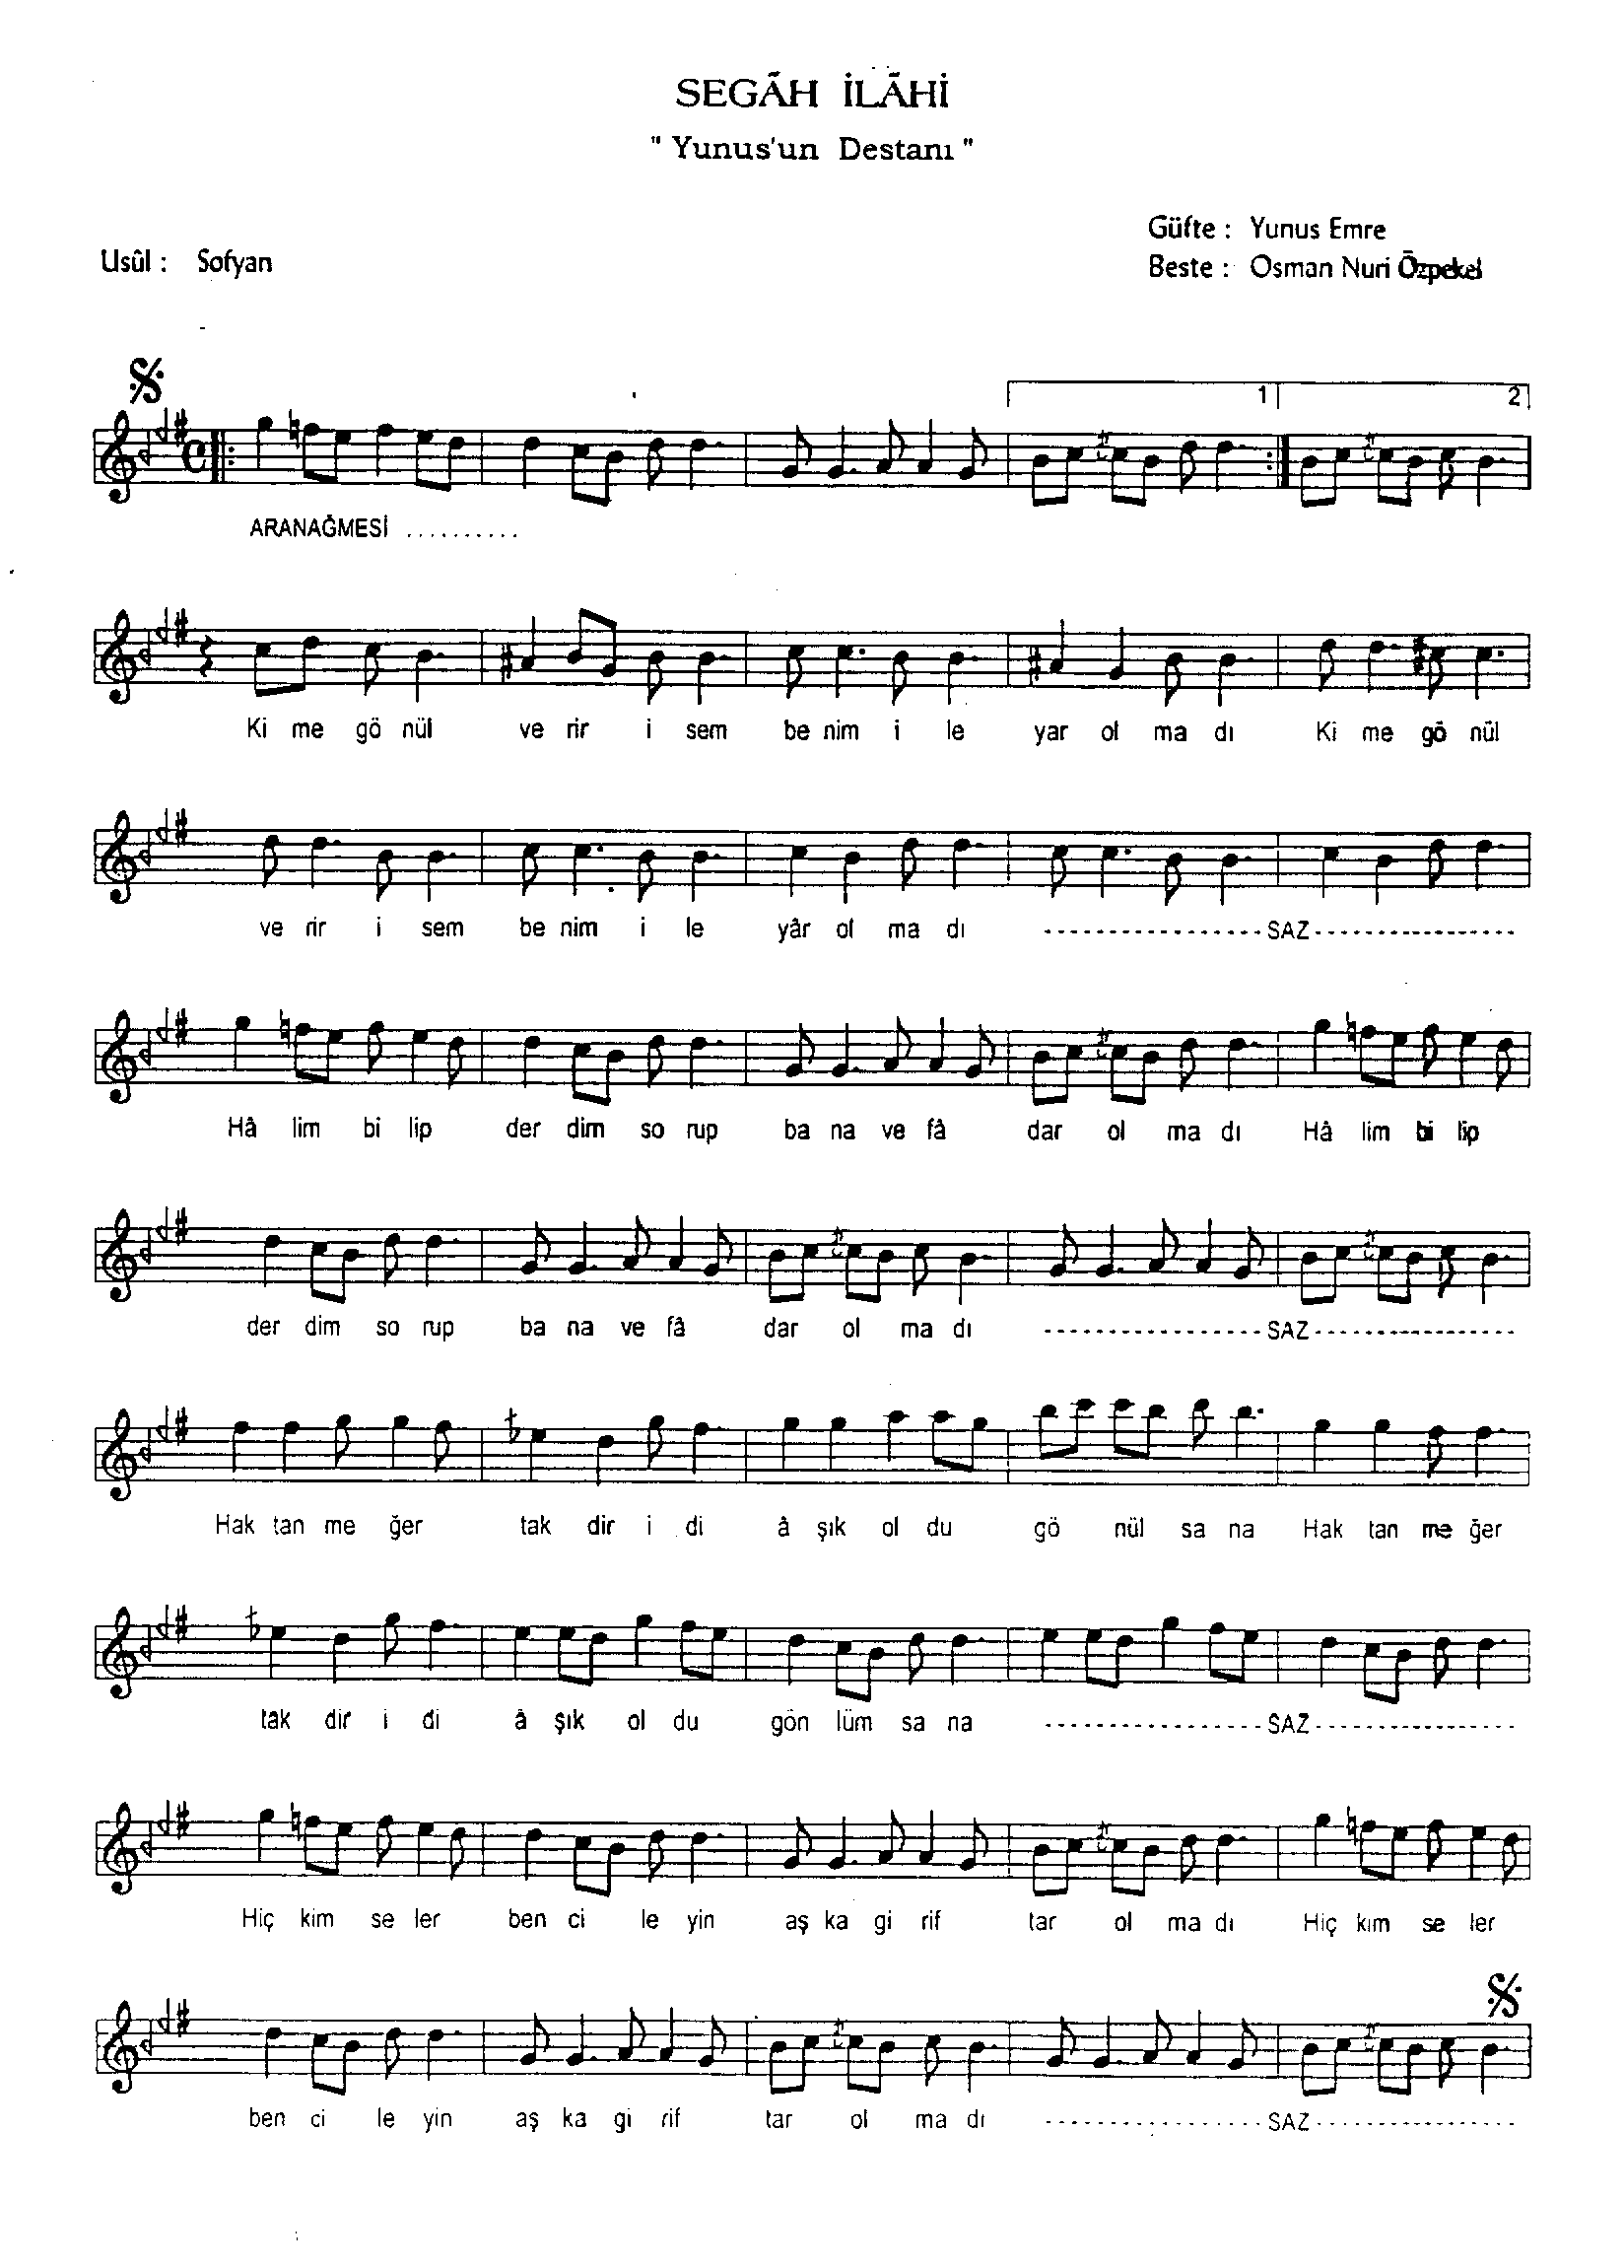 SEGÃH İLÃHİ
" Yunus'un Destanı "
Güfte : Yunus Emre
Usûl : Sofyan
Beste : Osman Nuri Özpekel
1 2
ARANAĞMESİ ..........
Ki me gö nül ve rir i sem be nim i le yar ol ma dı Ki me gö nül
ve rir i sem be nim i le yâr ol ma dı ----------------SAZ----------------
Hâ lim bi lip der dim so rup ba na ve fâ dar ol ma dı Hâ lim bi lip
der dim so rup ba na ve fâ dar ol ma dı ----------------SAZ----------------
Hak tan me ğer tak dir i di â şık ol du gö nül sa na Hak tan me ğer
tak dir i di â şık ol du gön lüm sa na ----------------SAZ----------------
Hiç kim se ler ben ci le yin aş ka gi rif tar ol ma dı Hiç kim se ler
ben ci le yin aş ka gi rif tar ol ma dı ----------------SAZ----------------